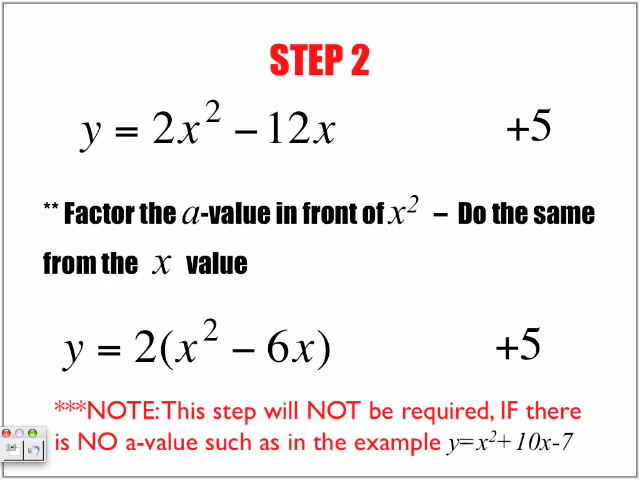 STEP 2
y = 2x² − 12x +5
** Factor the a-value in front of x² – Do the same
from the x value
y = 2(x² − 6x) +5
***NOTE: This step will NOT be required, IF there
is NO a-value such as in the example y=x²+10x-7